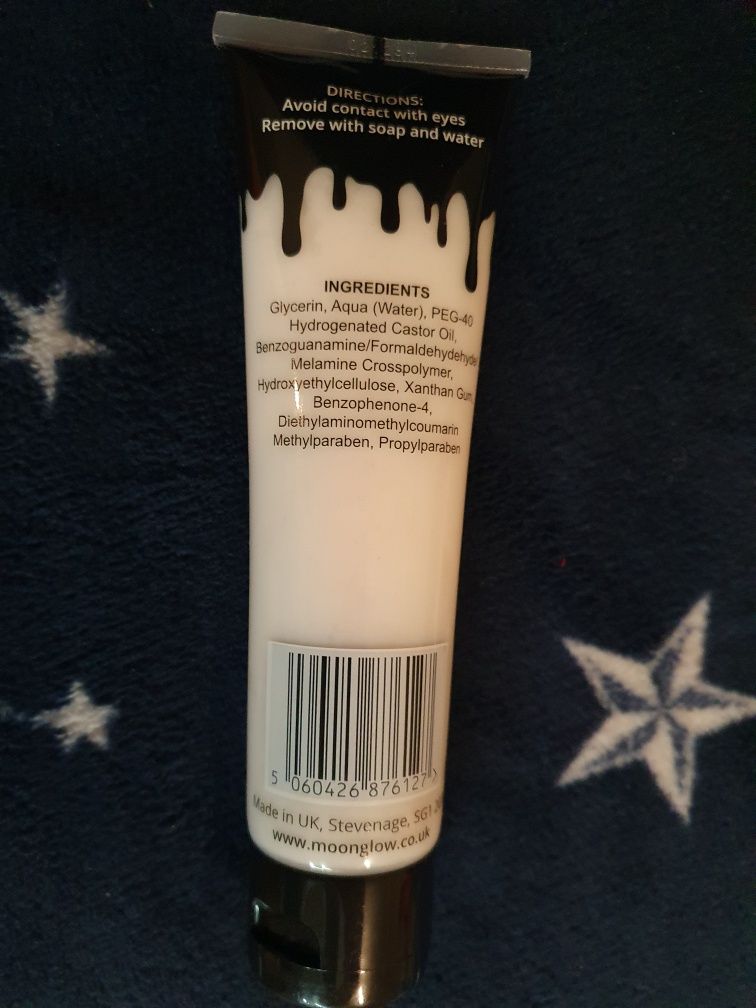 DIRECTIONS:
Avoid contact with eyes
Remove with soap and water
INGREDIENTS
Glycerin, Aqua (Water), PEG-40
Hydrogenated Castor Oil,
Benzoguanamine/Formaldehydehyde
Melamine Crosspolymer,
Hydroxyethylcellulose, Xanthan Gum,
Benzophenone-4,
Diethylaminomethylcoumarin
Methylparaben, Propylparaben
5 060426 876127 >
Made in UK, Stevenage, SG1
www.moonglow.co.uk